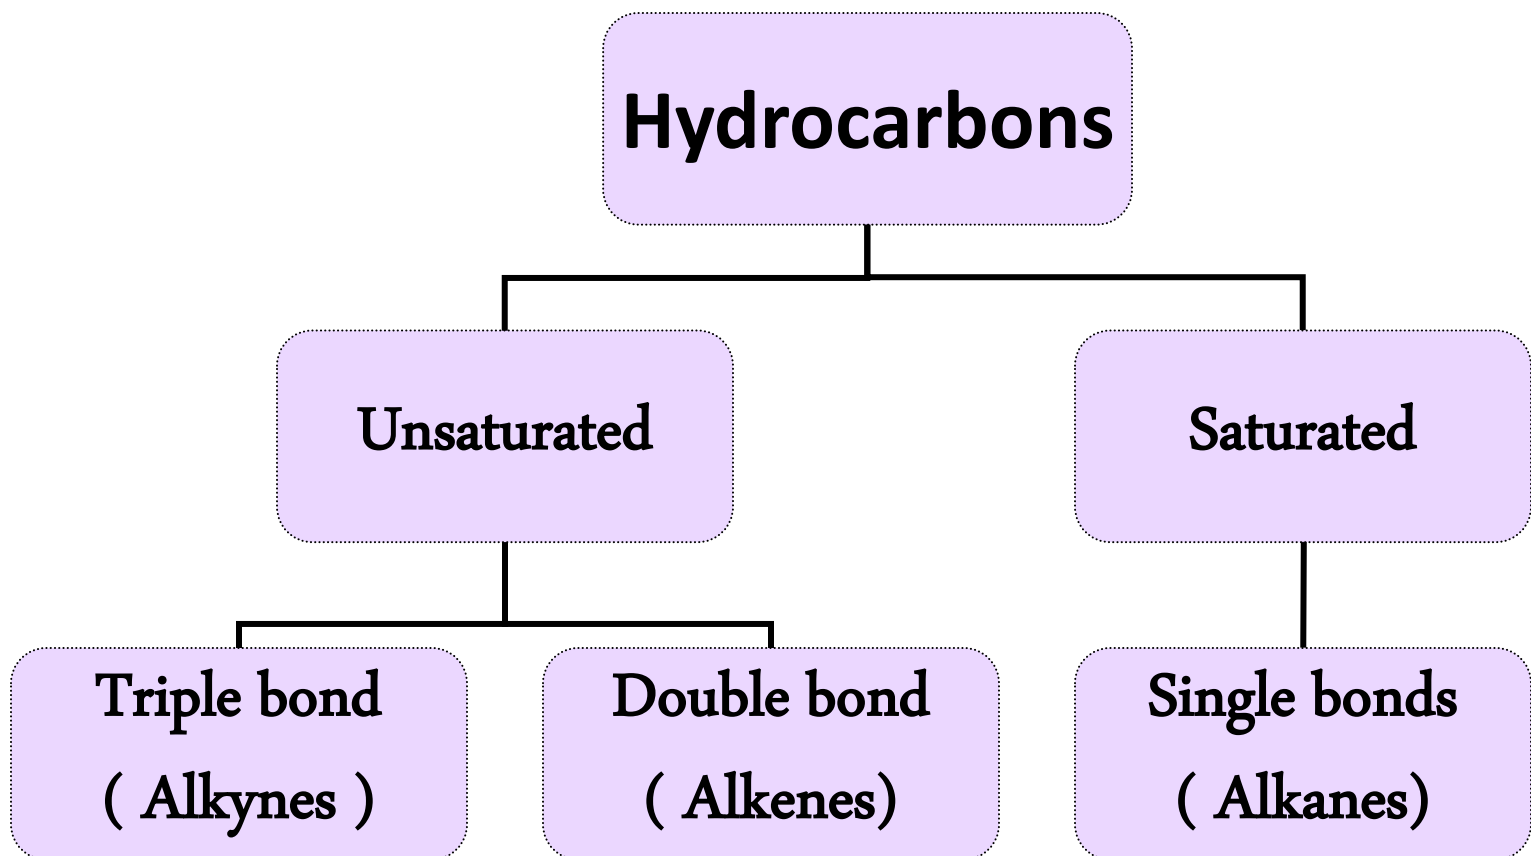 Hydrocarbons
Unsaturated
Saturated
Triple bond
( Alkynes )
Double bond
( Alkenes)
Single bonds
( Alkanes)